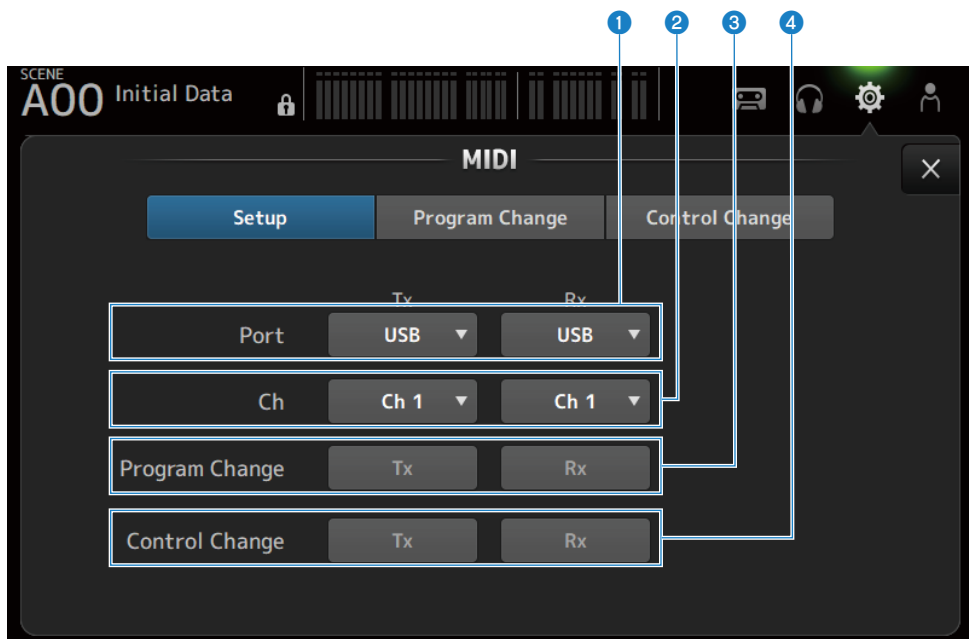 1 2 3 4
SCENE
A00 Initial Data
MIDI
Setup Program Change Control Change
Tx Rx
Port USB USB
Ch Ch 1 Ch 1
Program Change Tx Rx
Control Change Tx Rx